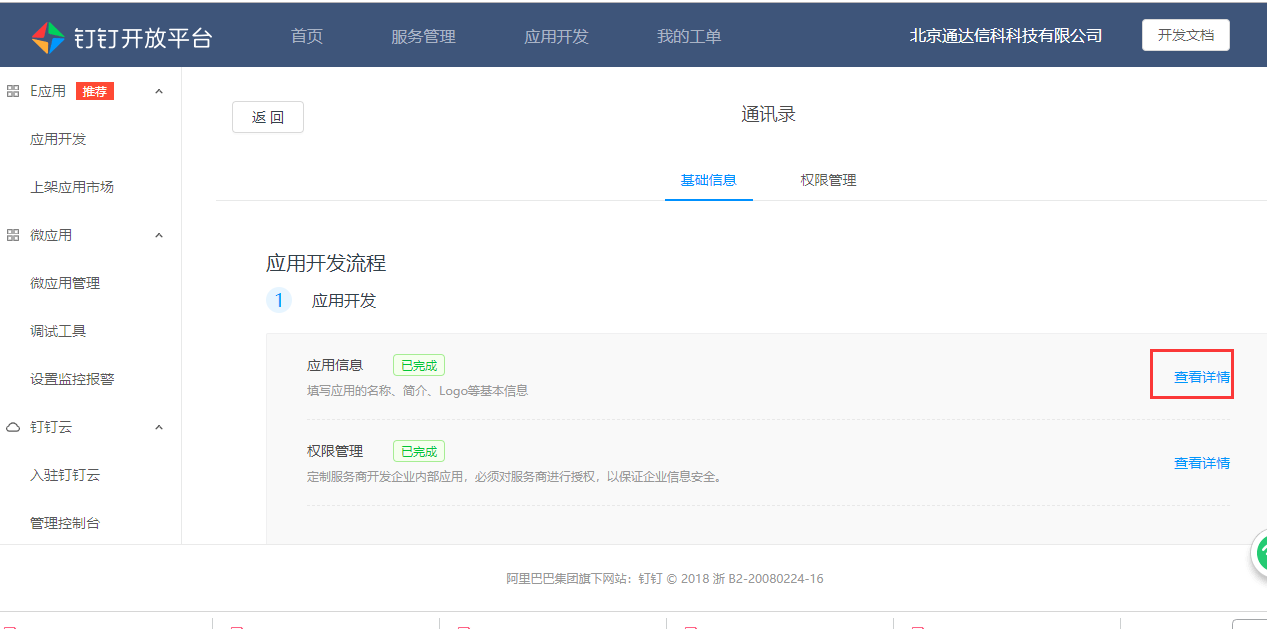 钉钉开放平台 首页 服务管理 应用开发 我的工单 北京通达信科科技有限公司 开发文档
E应用 推荐
应用开发
上架应用市场
微应用
微应用管理
调试工具
设置监控报警
钉钉云
入驻钉钉云
管理控制台
返 回
通讯录
基础信息 权限管理
应用开发流程
1 应用开发
应用信息 已完成
填写应用的名称、简介、Logo等基本信息
查看详情
权限管理 已完成
定制服务商开发企业内部应用，必须对服务商进行授权，以保证企业信息安全。
查看详情
阿里巴巴集团旗下网站：钉钉 © 2018 浙 B2-20080224-16